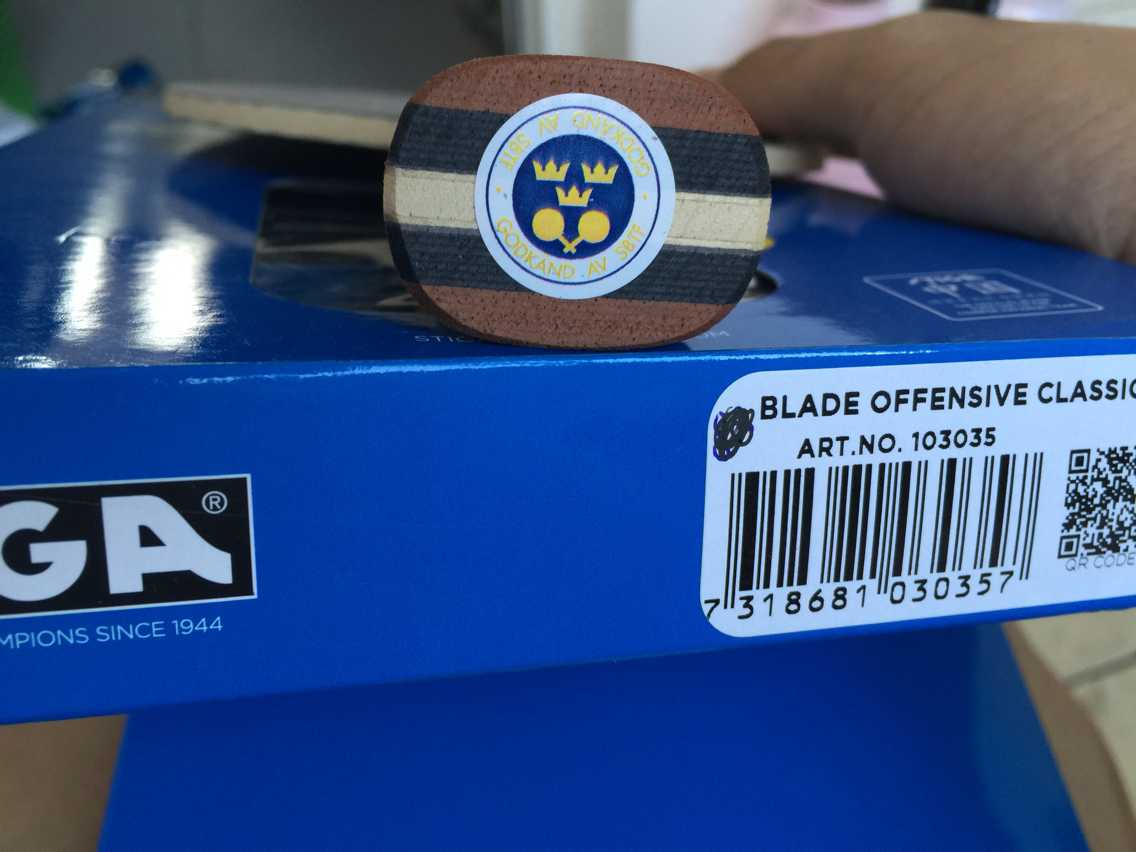 GODKÄND AV SBTF · GODKÄND AV SBTF ·
BLADE OFFENSIVE CLASSIC
ART.NO. 103035
7 318681 030357
QR CODE
GA®
MPIONS SINCE 1944